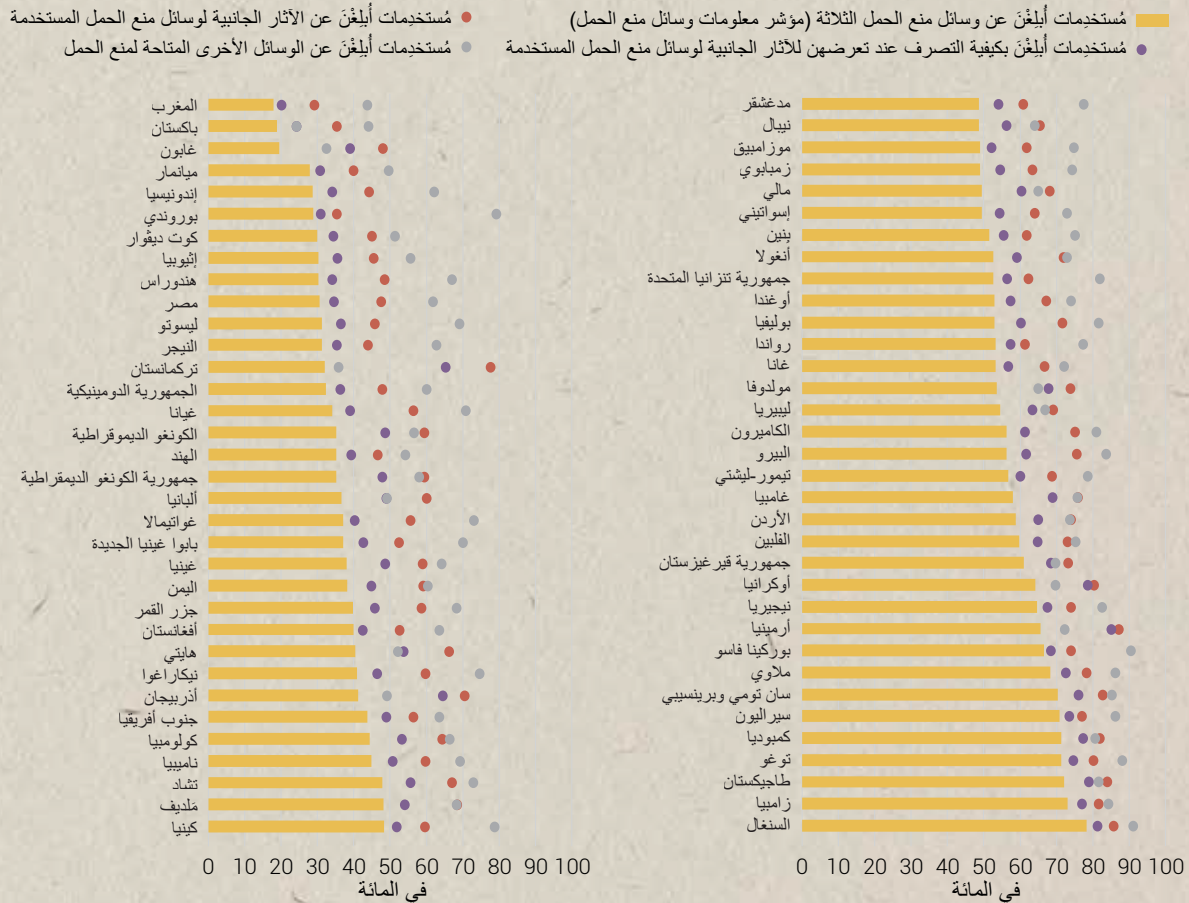 مُستخدِمات أُبلِغْنَ عن وسائل منع الحمل الثلاثة (مؤشر معلومات وسائل منع الحمل)
مُستخدِمات أُبلِغْنَ عن الآثار الجانبية لوسائل منع الحمل المستخدمة
مُستخدِمات أُبلِغْنَ بكيفية التصرف عند تعرضهن للآثار الجانبية لوسائل منع الحمل المستخدمة
مُستخدِمات أُبلِغْنَ عن الوسائل الأخرى المتاحة لمنع الحمل
مدغشقر
نيبال
موزامبيق
زمبابوي
مالي
إسواتيني
بنين
أنغولا
جمهورية تنزانيا المتحدة
أوغندا
بوليفيا
رواندا
غانا
مولدوفا
ليبيريا
الكاميرون
البيرو
تيمور-ليشتي
غامبيا
الأردن
الفلبين
جمهورية قيرغيزستان
أوكرانيا
نيجيريا
أرمينيا
بوركينا فاسو
ملاوي
سان تومي وبرينسيبي
سيراليون
كمبوديا
توغو
طاجيكستان
زامبيا
السنغال
0 10 20 30 40 50 60 70 80 90 100
في المائة
المغرب
باكستان
غابون
ميانمار
إندونيسيا
بوروندي
كوت ديڤوار
إثيوبيا
هندوراس
مصر
ليسوتو
النيجر
تركمانستان
الجمهورية الدومينيكية
غيانا
الكونغو الديموقراطية
الهند
جمهورية الكونغو الديمقراطية
ألبانيا
غواتيمالا
بابوا غينيا الجديدة
غينيا
اليمن
جزر القمر
أفغانستان
هايتي
نيكاراغوا
أذربيجان
جنوب أفريقيا
كولومبيا
ناميبيا
تشاد
مَلديف
كينيا
0 10 20 30 40 50 60 70 80 90 100
في المائة